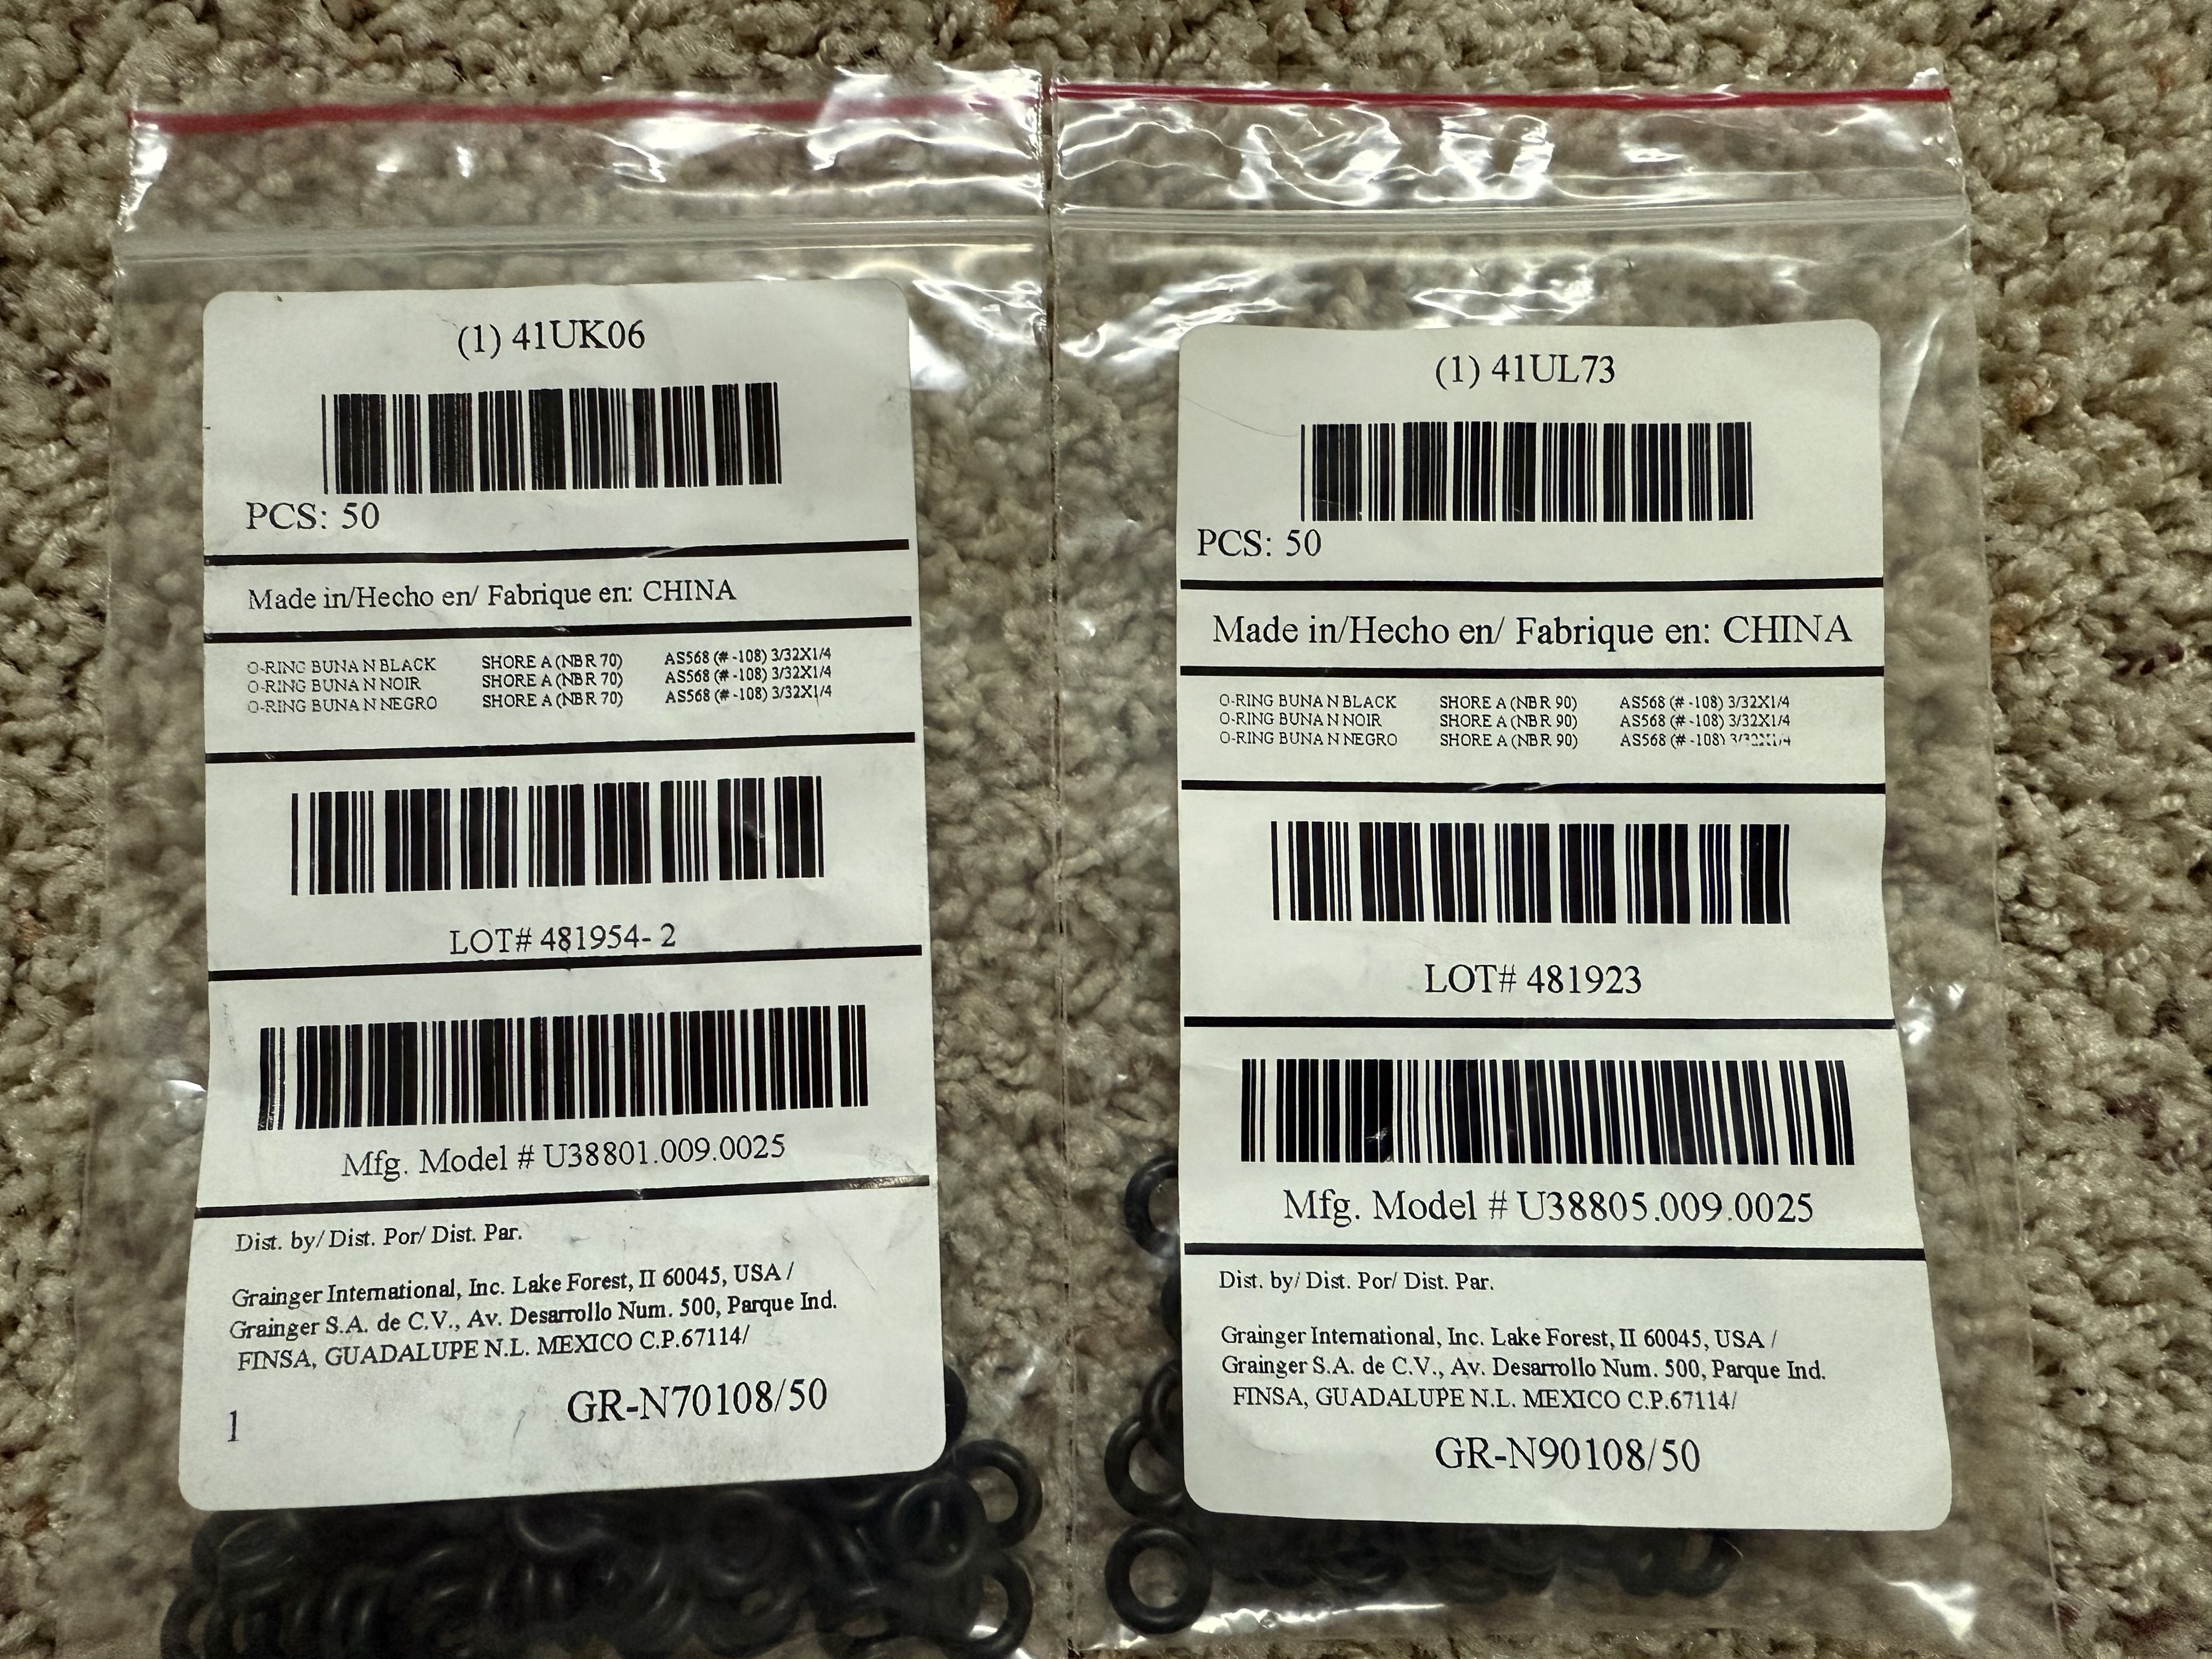 (1) 41UK06
PCS: 50
Made in/Hecho en/ Fabrique en: CHINA
O-RING BUNA N BLACK SHORE A (NBR 70) AS568 (# -108) 3/32X1/4
O-RING BUNA N NOIR SHORE A (NBR 70) AS568 (# -108) 3/32X1/4
O-RING BUNA N NEGRO SHORE A (NBR 70) AS568 (# -108) 3/32X1/4
LOT# 481954- 2
Mfg. Model # U38801.009.0025
Dist. by/ Dist. Por/ Dist. Par.
Grainger International, Inc. Lake Forest, Il 60045, USA /
Grainger S.A. de C.V., Av. Desarrollo Num. 500, Parque Ind.
FINSA, GUADALUPE N.L. MEXICO C.P.67114/
GR-N70108/50
1
(1) 41UL73
PCS: 50
Made in/Hecho en/ Fabrique en: CHINA
O-RING BUNA N BLACK SHORE A (NBR 90) AS568 (# -108) 3/32X1/4
O-RING BUNA N NOIR SHORE A (NBR 90) AS568 (# -108) 3/32X1/4
O-RING BUNA N NEGRO SHORE A (NBR 90) AS568 (# -108) 3/32X1/4
LOT# 481923
Mfg. Model # U38805.009.0025
Dist. by/ Dist. Por/ Dist. Par.
Grainger International, Inc. Lake Forest, Il 60045, USA /
Grainger S.A. de C.V., Av. Desarrollo Num. 500, Parque Ind.
FINSA, GUADALUPE N.L. MEXICO C.P.67114/
GR-N90108/50